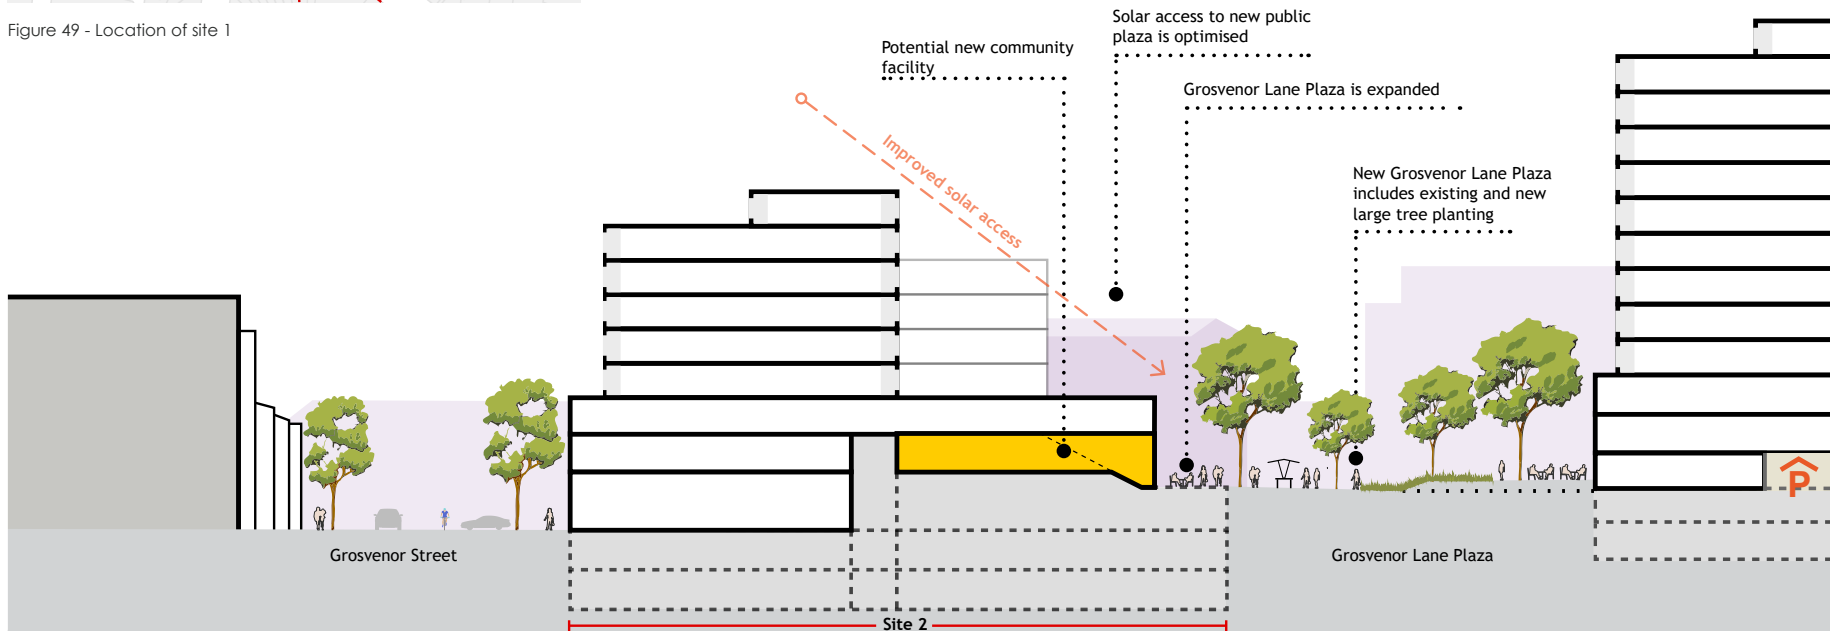 Figure 49 - Location of site 1
Solar access to new public
plaza is optimised
Potential new community
facility
Grosvenor Lane Plaza is expanded
Improved solar access
New Grosvenor Lane Plaza
includes existing and new
large tree planting
P
Grosvenor Street
Grosvenor Lane Plaza
Site 2